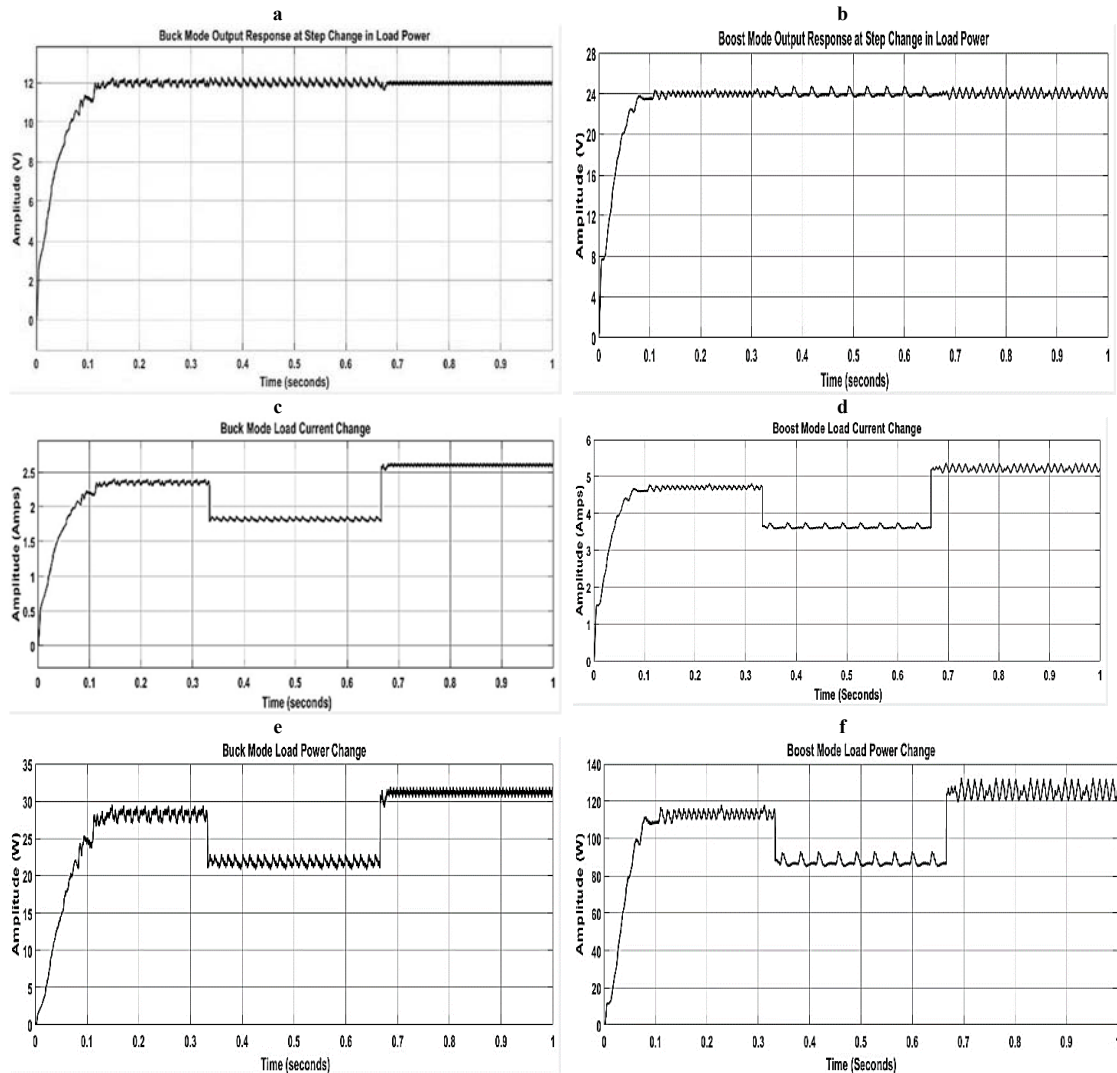 a
Buck Mode Output Response at Step Change in Load Power
Amplitude (V)
12
10
8
6
4
2
0
0 0.1 0.2 0.3 0.4 0.5 0.6 0.7 0.8 0.9 1
Time (seconds)
b
Boost Mode Output Response at Step Change in Load Power
Amplitude (V)
28
24
20
16
12
8
4
0
0 0.1 0.2 0.3 0.4 0.5 0.6 0.7 0.8 0.9 1
Time (seconds)
c
Buck Mode Load Current Change
Amplitude (Amps)
2.5
2
1.5
1
0.5
0
0 0.1 0.2 0.3 0.4 0.5 0.6 0.7 0.8 0.9 1
Time (seconds)
d
Boost Mode Load Current Change
Amplitude (Amps)
6
5
4
3
2
1
0
0 0.1 0.2 0.3 0.4 0.5 0.6 0.7 0.8 0.9 1
Time (Seconds)
e
Buck Mode Load Power Change
Amplitude (W)
35
30
25
20
15
10
5
0
0 0.1 0.2 0.3 0.4 0.5 0.6 0.7 0.8 0.9 1
Time (seconds)
f
Boost Mode Load Power Change
Amplitude (W)
140
120
100
80
60
40
20
0
0 0.1 0.2 0.3 0.4 0.5 0.6 0.7 0.8 0.9 1
Time (Seconds)